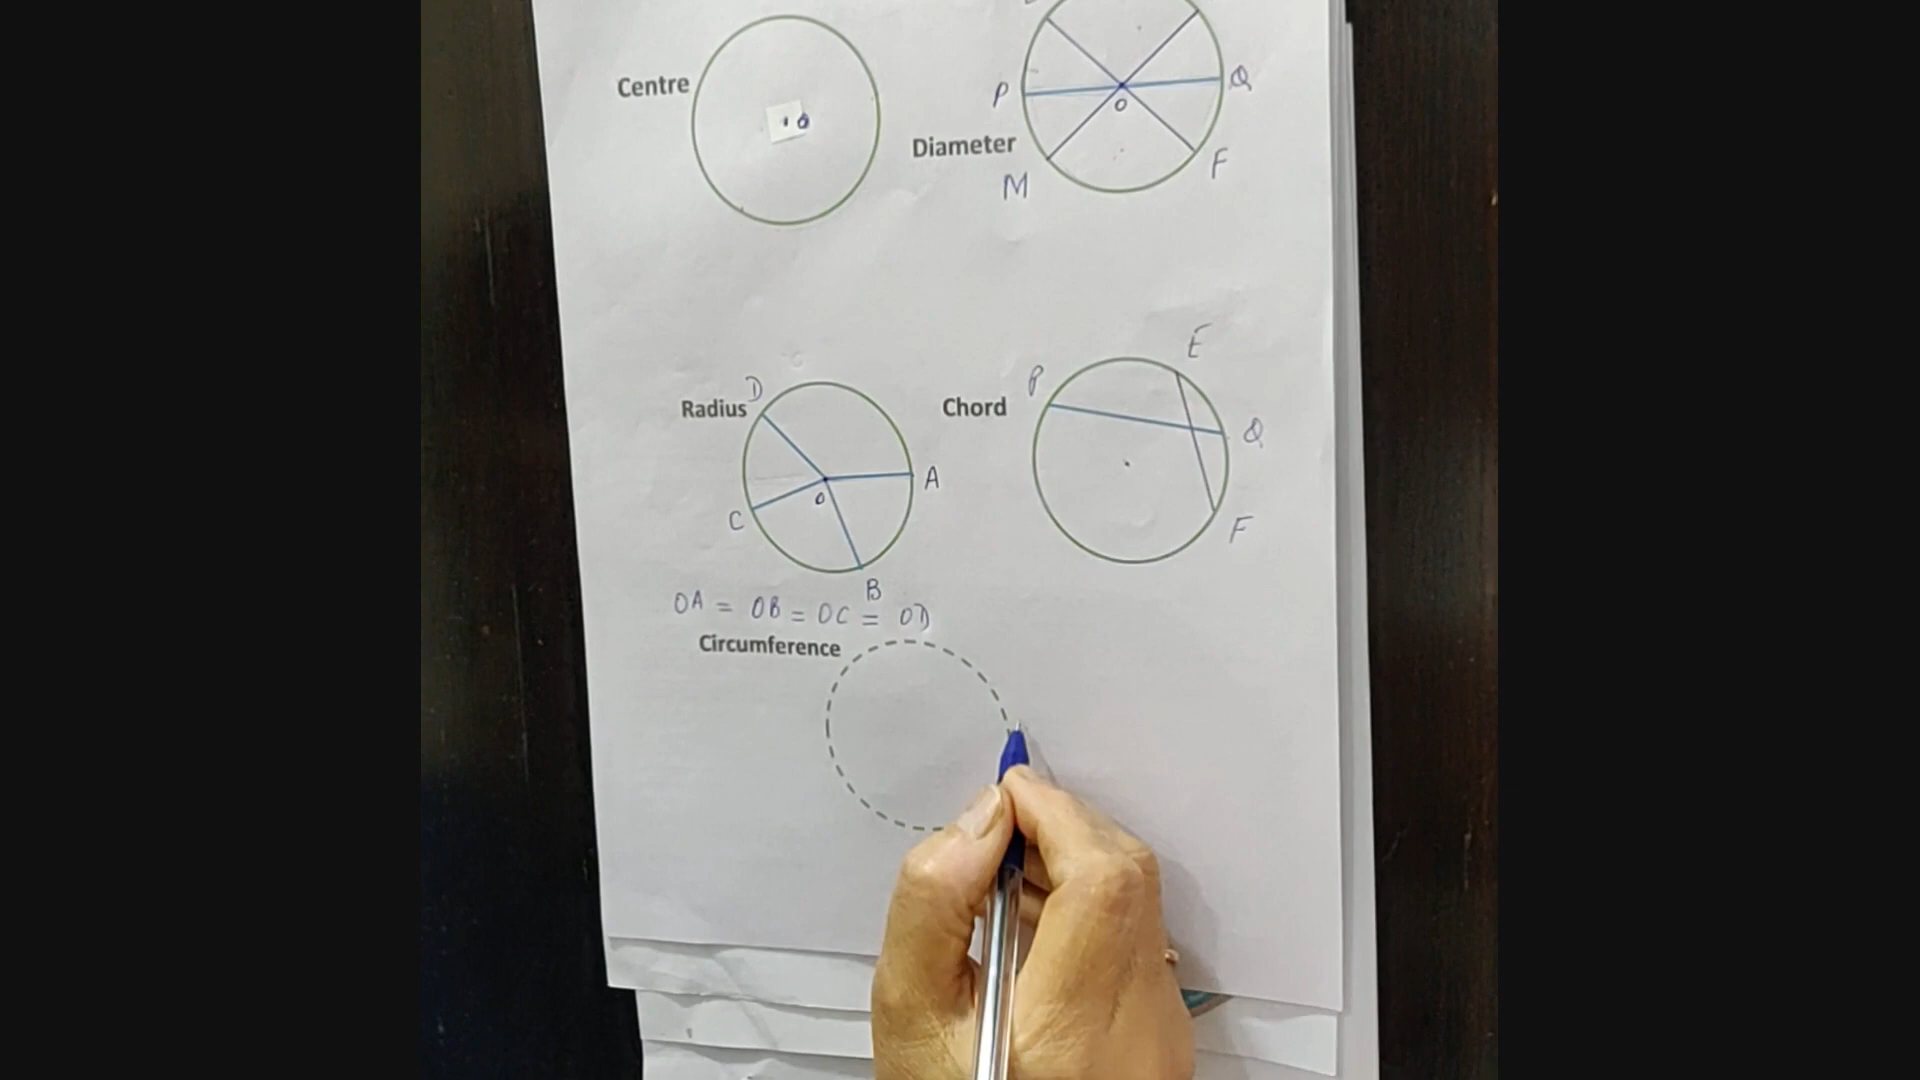 Centre
O
P
Q
O
Diameter
M
F
E
D
P
Radius
Chord
Q
A
O
C
F
B
OA = OB = OC = OD
Circumference